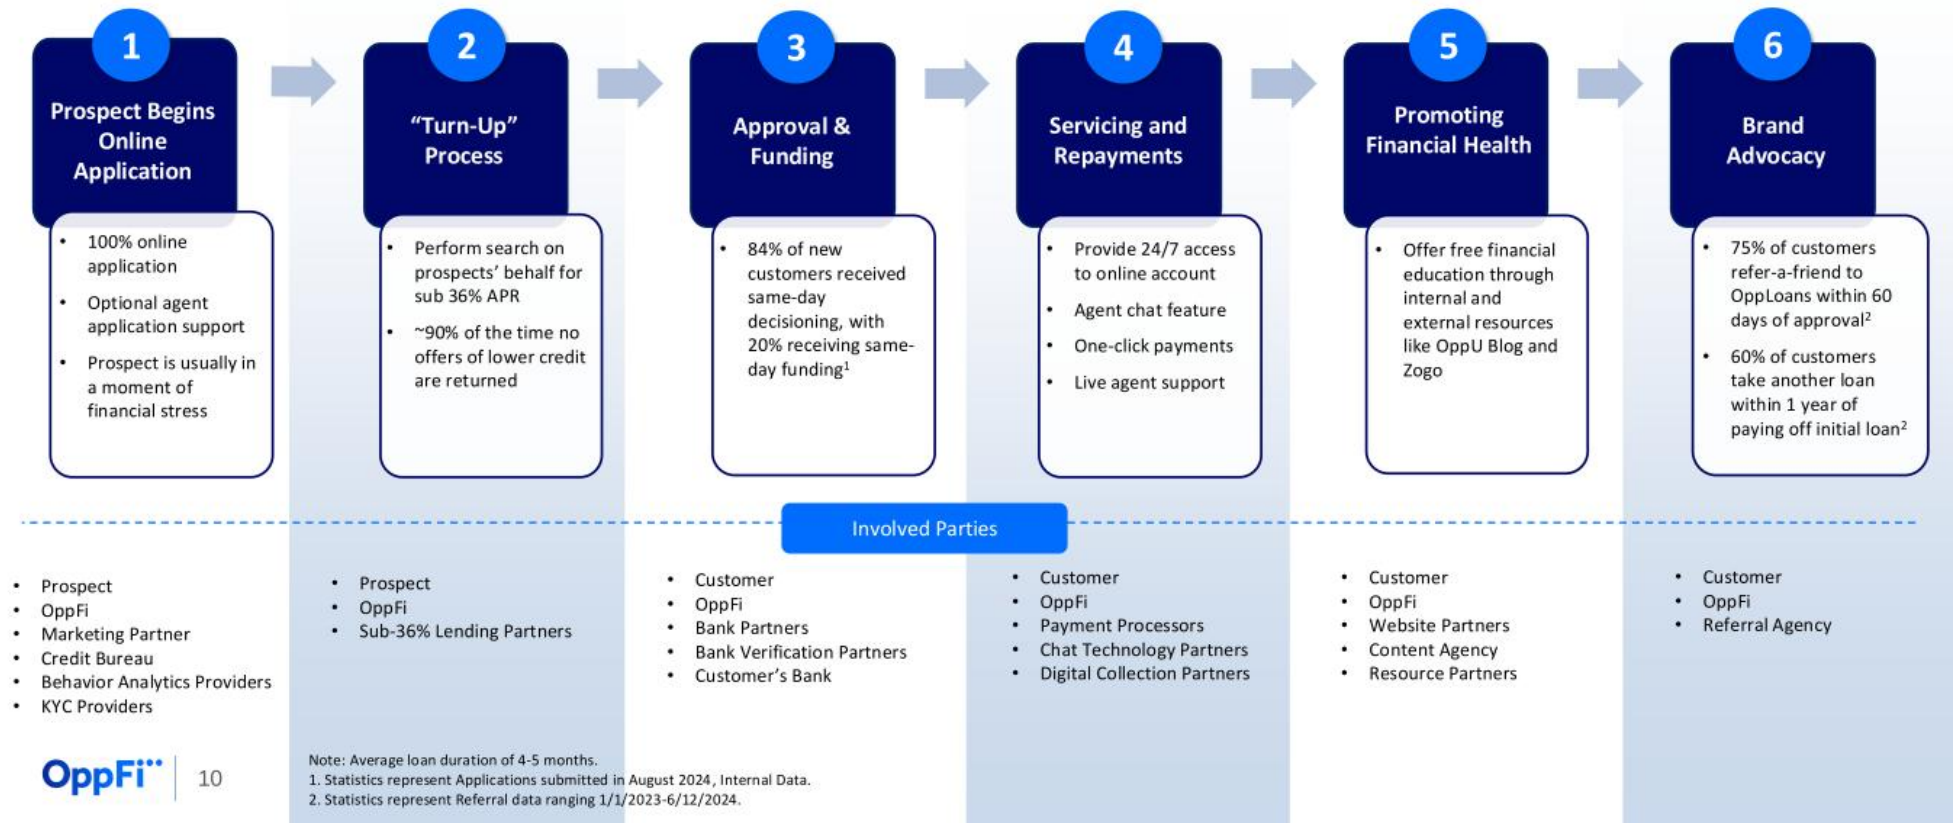 1
Prospect Begins
Online
Application
• 100% online
application
• Optional agent
application support
• Prospect is usually in
a moment of
financial stress
2
“Turn-Up”
Process
• Perform search on
prospects’ behalf for
sub 36% APR
• ~90% of the time no
offers of lower credit
are returned
3
Approval &
Funding
• 84% of new
customers received
same-day
decisioning, with
20% receiving same-
day funding¹
4
Servicing and
Repayments
• Provide 24/7 access
to online account
• Agent chat feature
• One-click payments
• Live agent support
5
Promoting
Financial Health
• Offer free financial
education through
internal and
external resources
like OppU Blog and
Zogo
6
Brand
Advocacy
• 75% of customers
refer-a-friend to
OppLoans within 60
days of approval²
• 60% of customers
take another loan
within 1 year of
paying off initial loan²
Involved Parties
• Prospect
• OppFi
• Marketing Partner
• Credit Bureau
• Behavior Analytics Providers
• KYC Providers
• Prospect
• OppFi
• Sub-36% Lending Partners
• Customer
• OppFi
• Bank Partners
• Bank Verification Partners
• Customer’s Bank
• Customer
• OppFi
• Payment Processors
• Chat Technology Partners
• Digital Collection Partners
• Customer
• OppFi
• Website Partners
• Content Agency
• Resource Partners
• Customer
• OppFi
• Referral Agency
OppFi 10
Note: Average loan duration of 4-5 months.
1. Statistics represent Applications submitted in August 2024, Internal Data.
2. Statistics represent Referral data ranging 1/1/2023-6/12/2024.